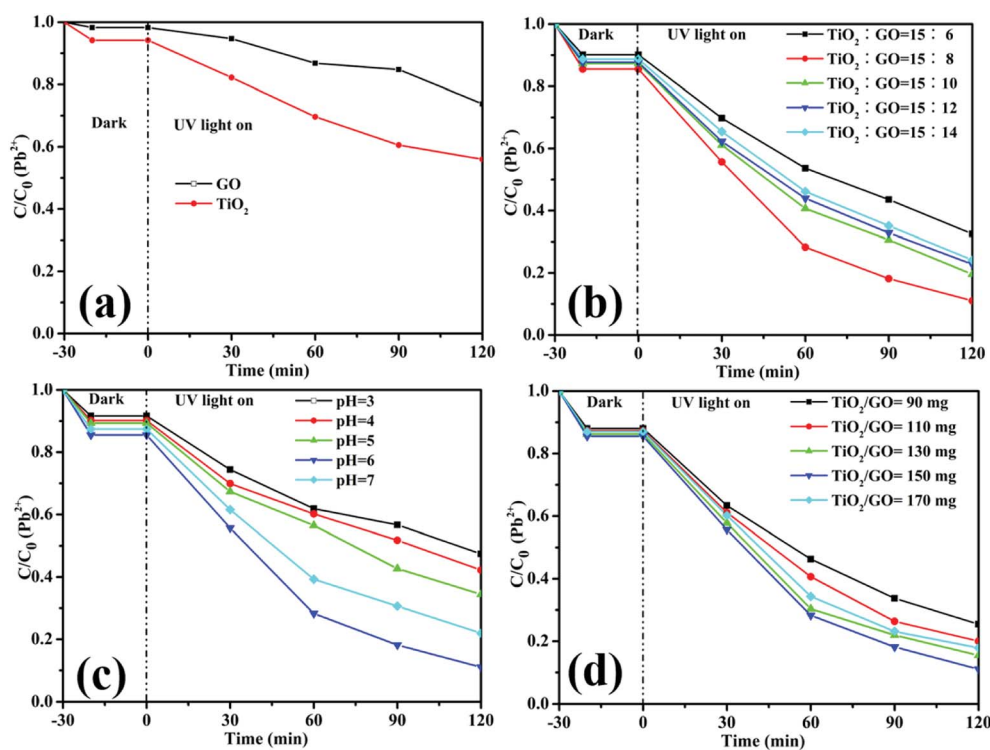 1.0
0.8
0.6
0.4
0.2
0.0
C/C₀ (Pb²⁺)
Dark
UV light on
GO
TiO₂
(a)
-30 0 30 60 90 120
Time (min)
1.0
0.8
0.6
0.4
0.2
0.0
C/C₀ (Pb²⁺)
Dark
UV light on
TiO₂：GO=15：6
TiO₂：GO=15：8
TiO₂：GO=15：10
TiO₂：GO=15：12
TiO₂：GO=15：14
(b)
-30 0 30 60 90 120
Time (min)
1.0
0.8
0.6
0.4
0.2
0.0
C/C₀ (Pb²⁺)
Dark
UV light on
pH=3
pH=4
pH=5
pH=6
pH=7
(c)
-30 0 30 60 90 120
Time (min)
1.0
0.8
0.6
0.4
0.2
0.0
C/C₀ (Pb²⁺)
Dark
UV light on
TiO₂/GO= 90 mg
TiO₂/GO= 110 mg
TiO₂/GO= 130 mg
TiO₂/GO= 150 mg
TiO₂/GO= 170 mg
(d)
-30 0 30 60 90 120
Time (min)